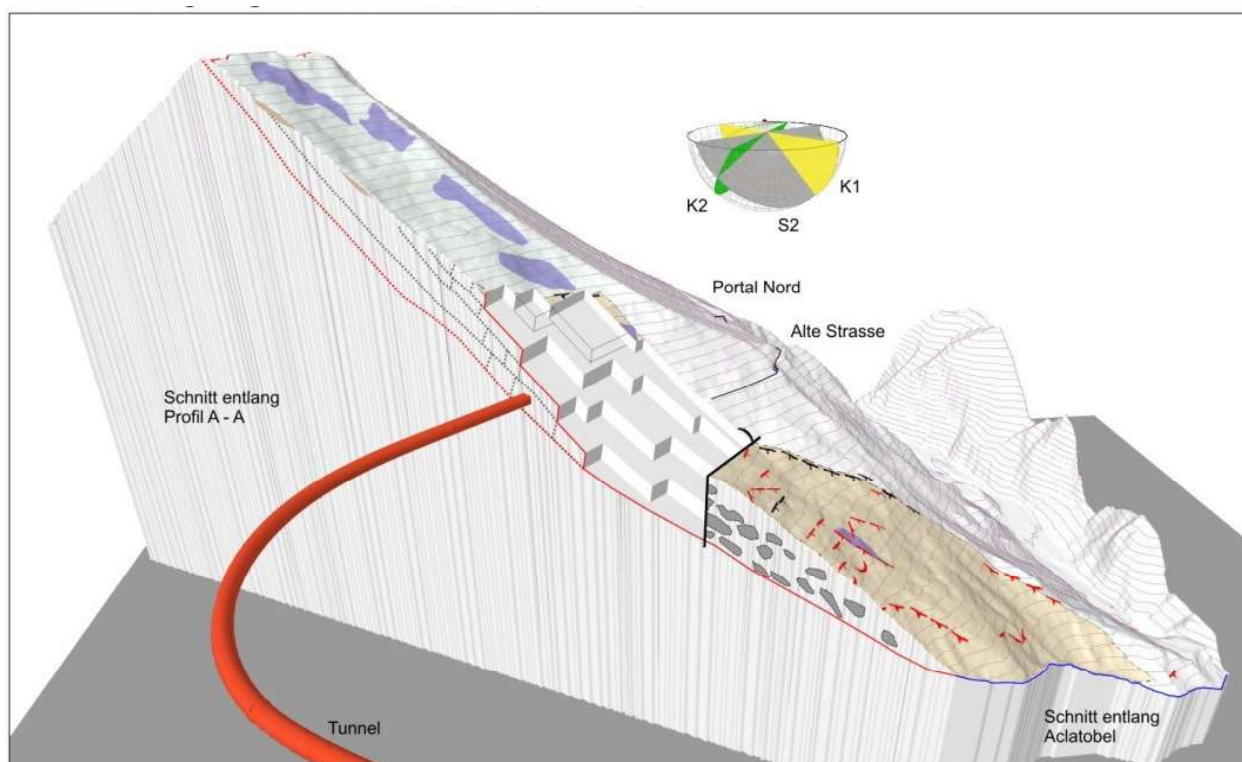 K1
K2
S2
Portal Nord
Alte Strasse
Schnitt entlang
Profil A - A
Tunnel
Schnitt entlang
Aclatobel